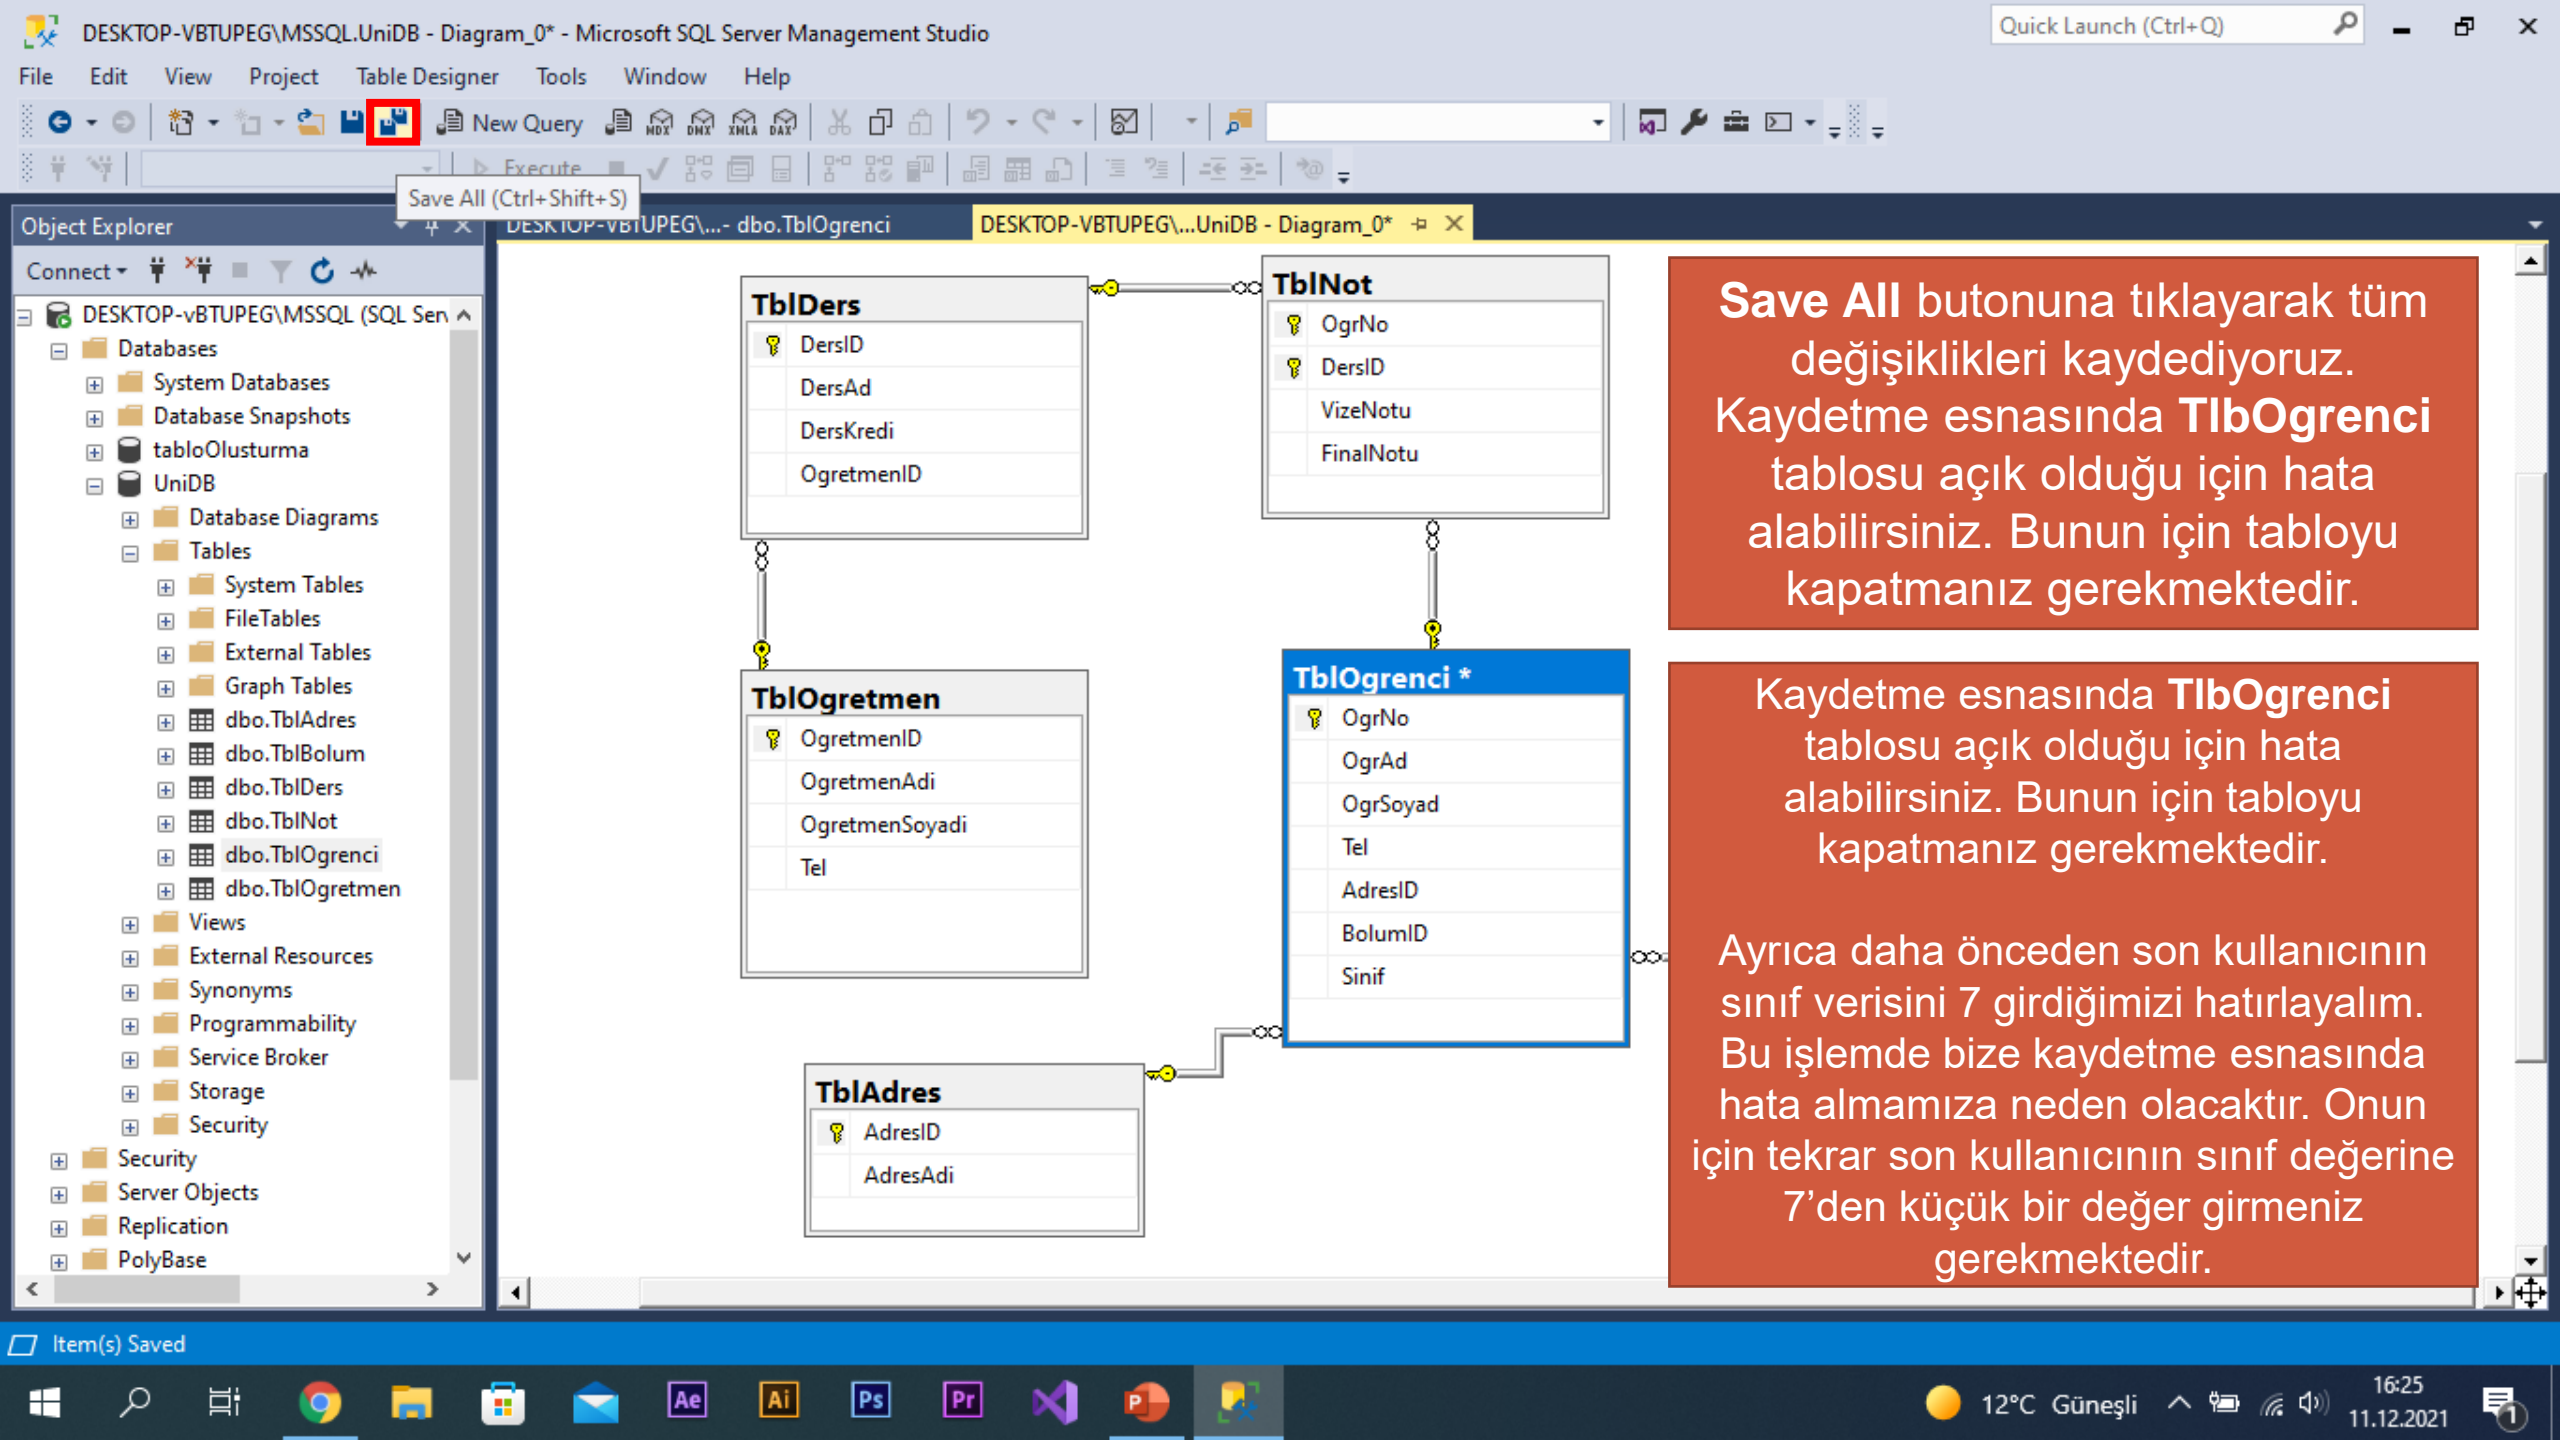 DESKTOP-VBTUPEG\MSSQL.UniDB - Diagram_0* - Microsoft SQL Server Management Studio
Quick Launch (Ctrl+Q)
File Edit View Project Table Designer Tools Window Help
New Query MDX DMX XMLA DAX
Execute
Save All (Ctrl+Shift+S)
Object Explorer
DESKTOP-VBTUPEG\...- dbo.TblOgrenci
DESKTOP-VBTUPEG\...UniDB - Diagram_0*
Connect
DESKTOP-vBTUPEG\MSSQL (SQL Serv
Databases
System Databases
Database Snapshots
tabloOlusturma
UniDB
Database Diagrams
Tables
System Tables
FileTables
External Tables
Graph Tables
dbo.TblAdres
dbo.TblBolum
dbo.TblDers
dbo.TblNot
dbo.TblOgrenci
dbo.TblOgretmen
Views
External Resources
Synonyms
Programmability
Service Broker
Storage
Security
Security
Server Objects
Replication
PolyBase
TblDers
DersID
DersAd
DersKredi
OgretmenID
TblNot
OgrNo
DersID
VizeNotu
FinalNotu
TblOgretmen
OgretmenID
OgretmenAdi
OgretmenSoyadi
Tel
TblOgrenci *
OgrNo
OgrAd
OgrSoyad
Tel
AdresID
BolumID
Sinif
TblAdres
AdresID
AdresAdi
Save All butonuna tıklayarak tüm
değişiklikleri kaydediyoruz.
Kaydetme esnasında TlbOgrenci
tablosu açık olduğu için hata
alabilirsiniz. Bunun için tabloyu
kapatmanız gerekmektedir.
Kaydetme esnasında TlbOgrenci
tablosu açık olduğu için hata
alabilirsiniz. Bunun için tabloyu
kapatmanız gerekmektedir.
Ayrıca daha önceden son kullanıcının
sınıf verisini 7 girdiğimizi hatırlayalım.
Bu işlemde bize kaydetme esnasında
hata almamıza neden olacaktır. Onun
için tekrar son kullanıcının sınıf değerine
7’den küçük bir değer girmeniz
gerekmektedir.
Item(s) Saved
Ae Ai Ps Pr P
12°C Güneşli
16:25
11.12.2021
1